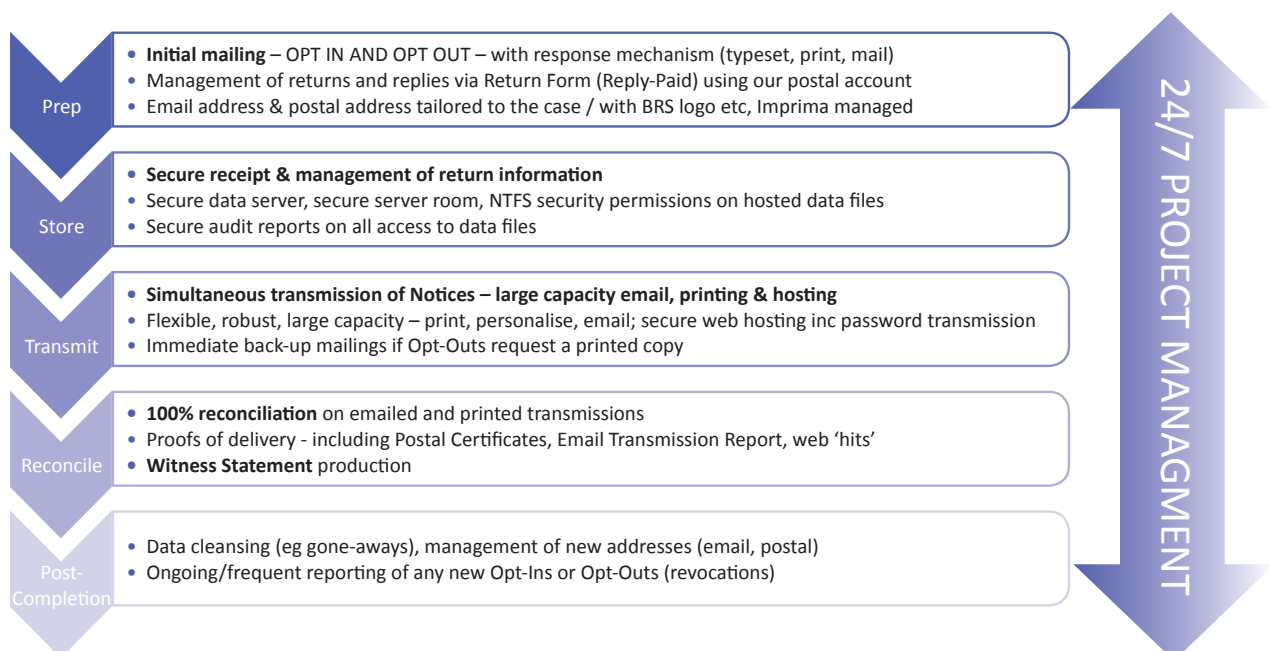 Prep
• Initial mailing – OPT IN AND OPT OUT – with response mechanism (typeset, print, mail)
• Management of returns and replies via Return Form (Reply-Paid) using our postal account
• Email address & postal address tailored to the case / with BRS logo etc, Imprima managed
Store
• Secure receipt & management of return information
• Secure data server, secure server room, NTFS security permissions on hosted data files
• Secure audit reports on all access to data files
Transmit
• Simultaneous transmission of Notices – large capacity email, printing & hosting
• Flexible, robust, large capacity – print, personalise, email; secure web hosting inc password transmission
• Immediate back-up mailings if Opt-Outs request a printed copy
Reconcile
• 100% reconciliation on emailed and printed transmissions
• Proofs of delivery - including Postal Certificates, Email Transmission Report, web ‘hits’
• Witness Statement production
Post-
Completion
• Data cleansing (eg gone-aways), management of new addresses (email, postal)
• Ongoing/frequent reporting of any new Opt-Ins or Opt-Outs (revocations)
24/7 PROJECT MANAGMENT